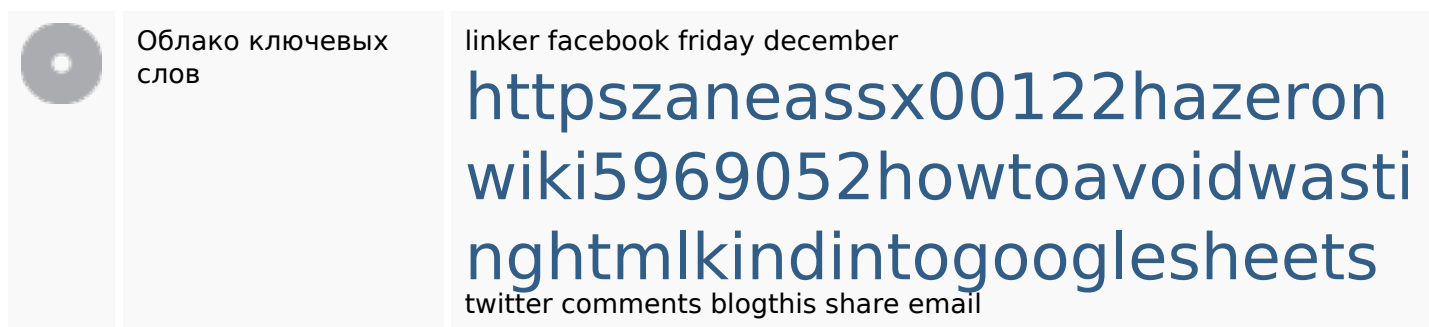 Облако ключевых
слов
linker facebook friday december
httpszaneassx00122hazeron
wiki5969052howtoavoidwasti
nghtmlkindintogooglesheets
twitter comments blogthis share email